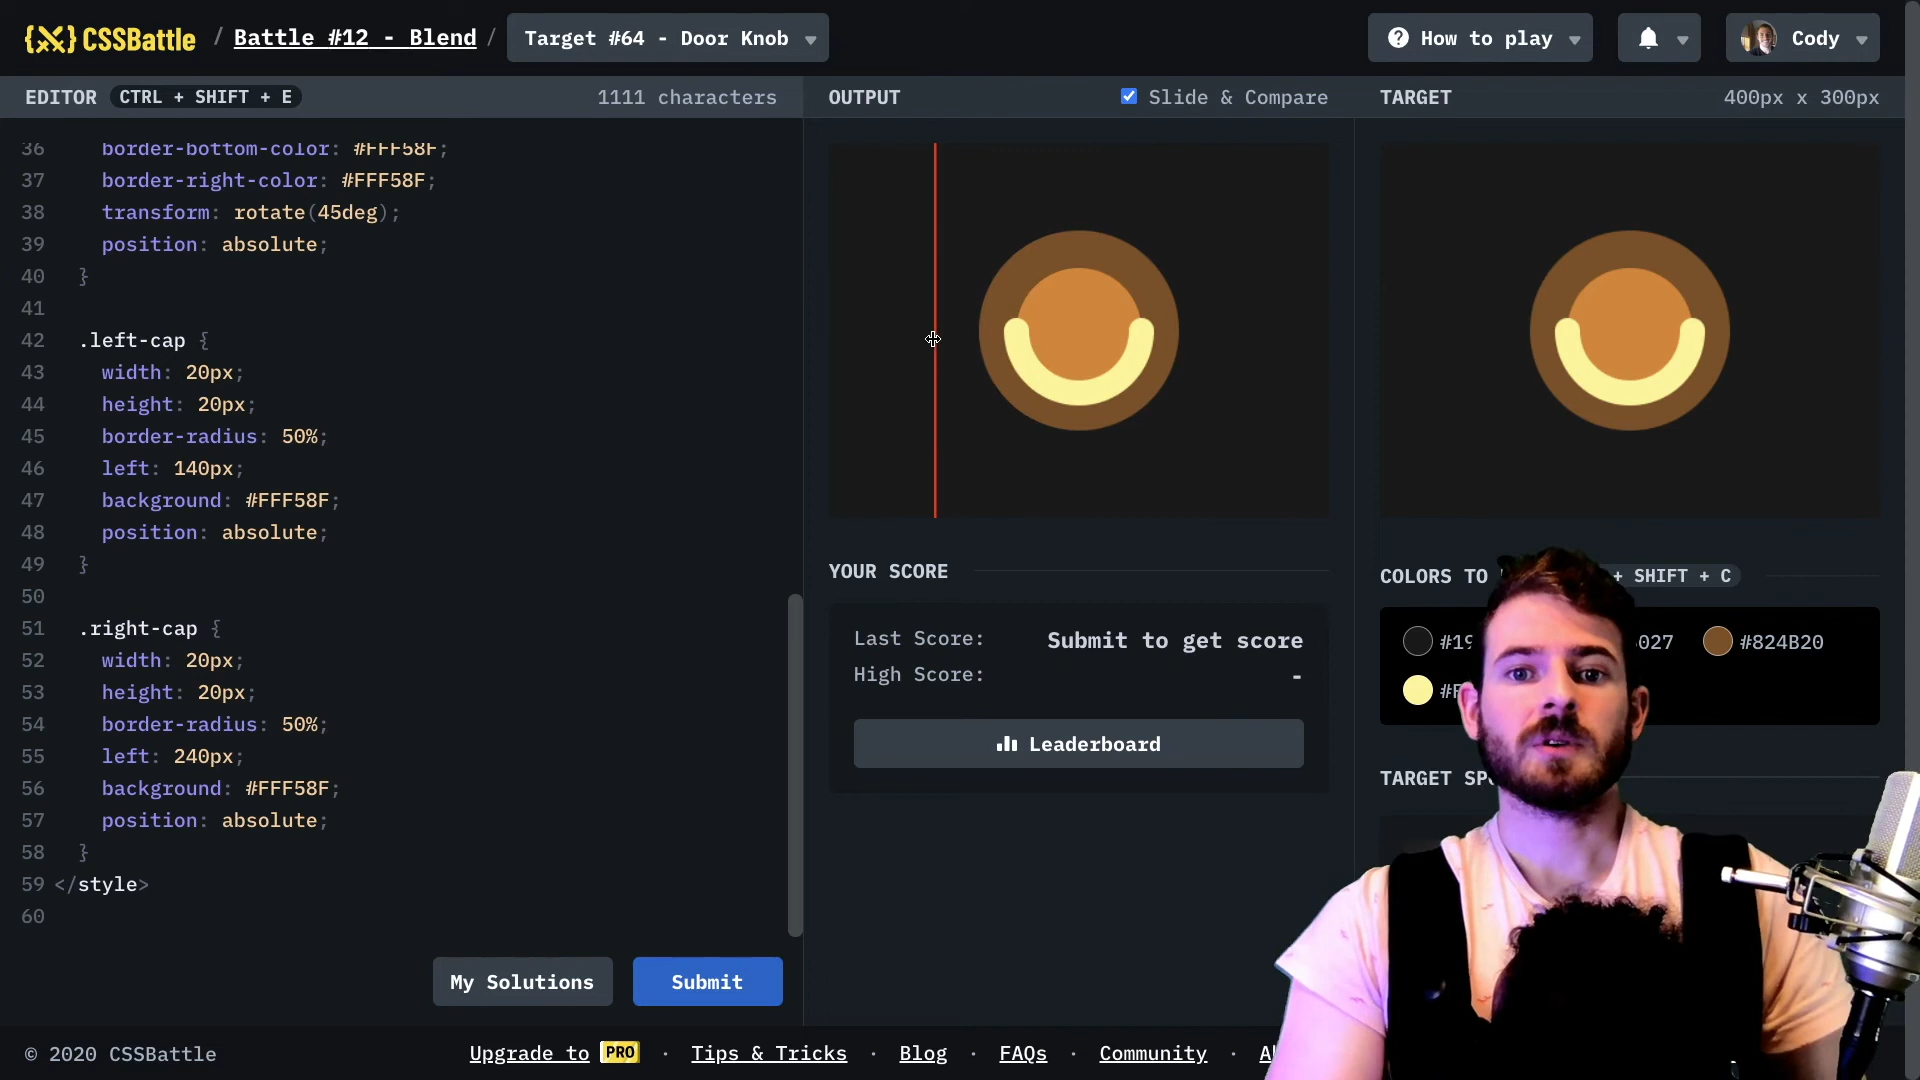 CSSBattle / Battle #12 - Blend / Target #64 - Door Knob
How to play
Cody
EDITOR CTRL + SHIFT + E 1111 characters
OUTPUT Slide & Compare
TARGET 400px x 300px
36 border-bottom-color: #FFF58F;
37 border-right-color: #FFF58F;
38 transform: rotate(45deg);
39 position: absolute;
40 }
41
42 .left-cap {
43 width: 20px;
44 height: 20px;
45 border-radius: 50%;
46 left: 140px;
47 background: #FFF58F;
48 position: absolute;
49 }
50
51 .right-cap {
52 width: 20px;
53 height: 20px;
54 border-radius: 50%;
55 left: 240px;
56 background: #FFF58F;
57 position: absolute;
58 }
59 </style>
60
My Solutions
Submit
YOUR SCORE
Last Score: Submit to get score
High Score: -
Leaderboard
COLORS TO + SHIFT + C
#824B20
TARGET
© 2020 CSSBattle
Upgrade to PRO · Tips & Tricks · Blog · FAQs · Community ·